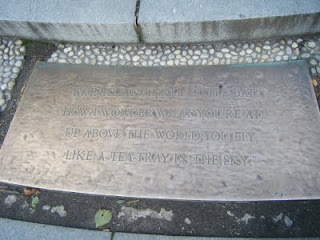 TWINKLE, TWINKLE, LITTLE BAT!
HOW I WONDER WHAT YOU'RE AT!
UP ABOVE THE WORLD YOU FLY,
LIKE A TEA-TRAY IN THE SKY.